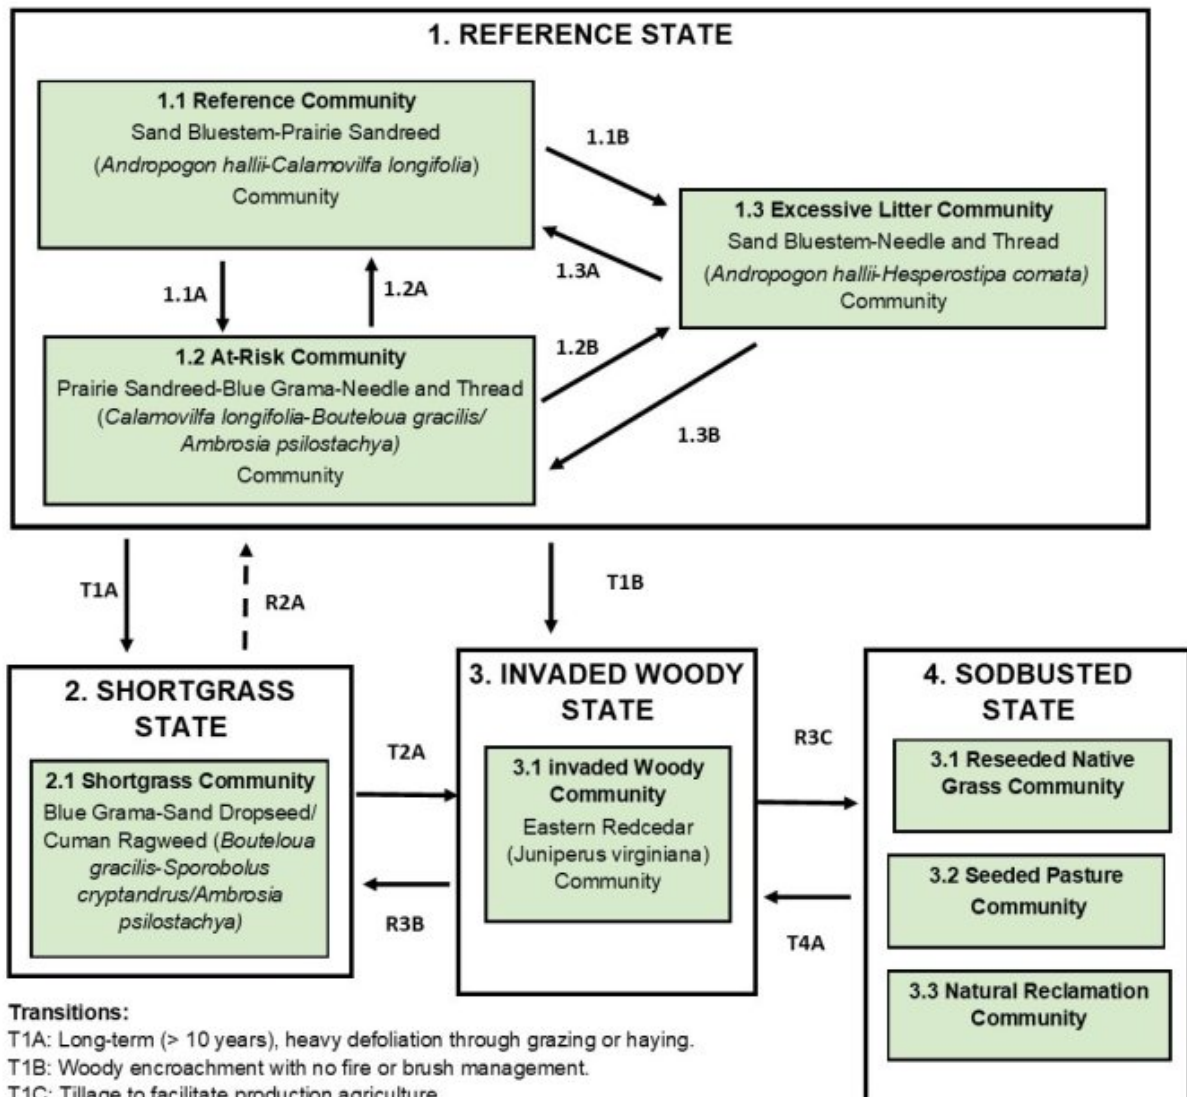 1. REFERENCE STATE
1.1 Reference Community
Sand Bluestem-Prairie Sandreed
(Andropogon hallii-Calamovilfa longifolia)
Community
1.1B
1.3 Excessive Litter Community
Sand Bluestem-Needle and Thread
(Andropogon hallii-Hesperostipa comata)
Community
1.3A
1.1A
1.2A
1.2 At-Risk Community
Prairie Sandreed-Blue Grama-Needle and Thread
(Calamovilfa longifolia-Bouteloua gracilis/
Ambrosia psilostachya)
Community
1.2B
1.3B
T1A
R2A
T1B
2. SHORTGRASS
STATE
2.1 Shortgrass Community
Blue Grama-Sand Dropseed/
Cuman Ragweed (Bouteloua
gracilis-Sporobolus
cryptandrus/Ambrosia
psilostachya)
T2A
R3B
3. INVADED WOODY
STATE
3.1 invaded Woody
Community
Eastern Redcedar
(Juniperus virginiana)
Community
R3C
T4A
4. SODBUSTED
STATE
3.1 Reseeded Native
Grass Community
3.2 Seeded Pasture
Community
3.3 Natural Reclamation
Community
Transitions:
T1A: Long-term (> 10 years), heavy defoliation through grazing or haying.
T1B: Woody encroachment with no fire or brush management.
T1C: Tillage to facilitate production agriculture